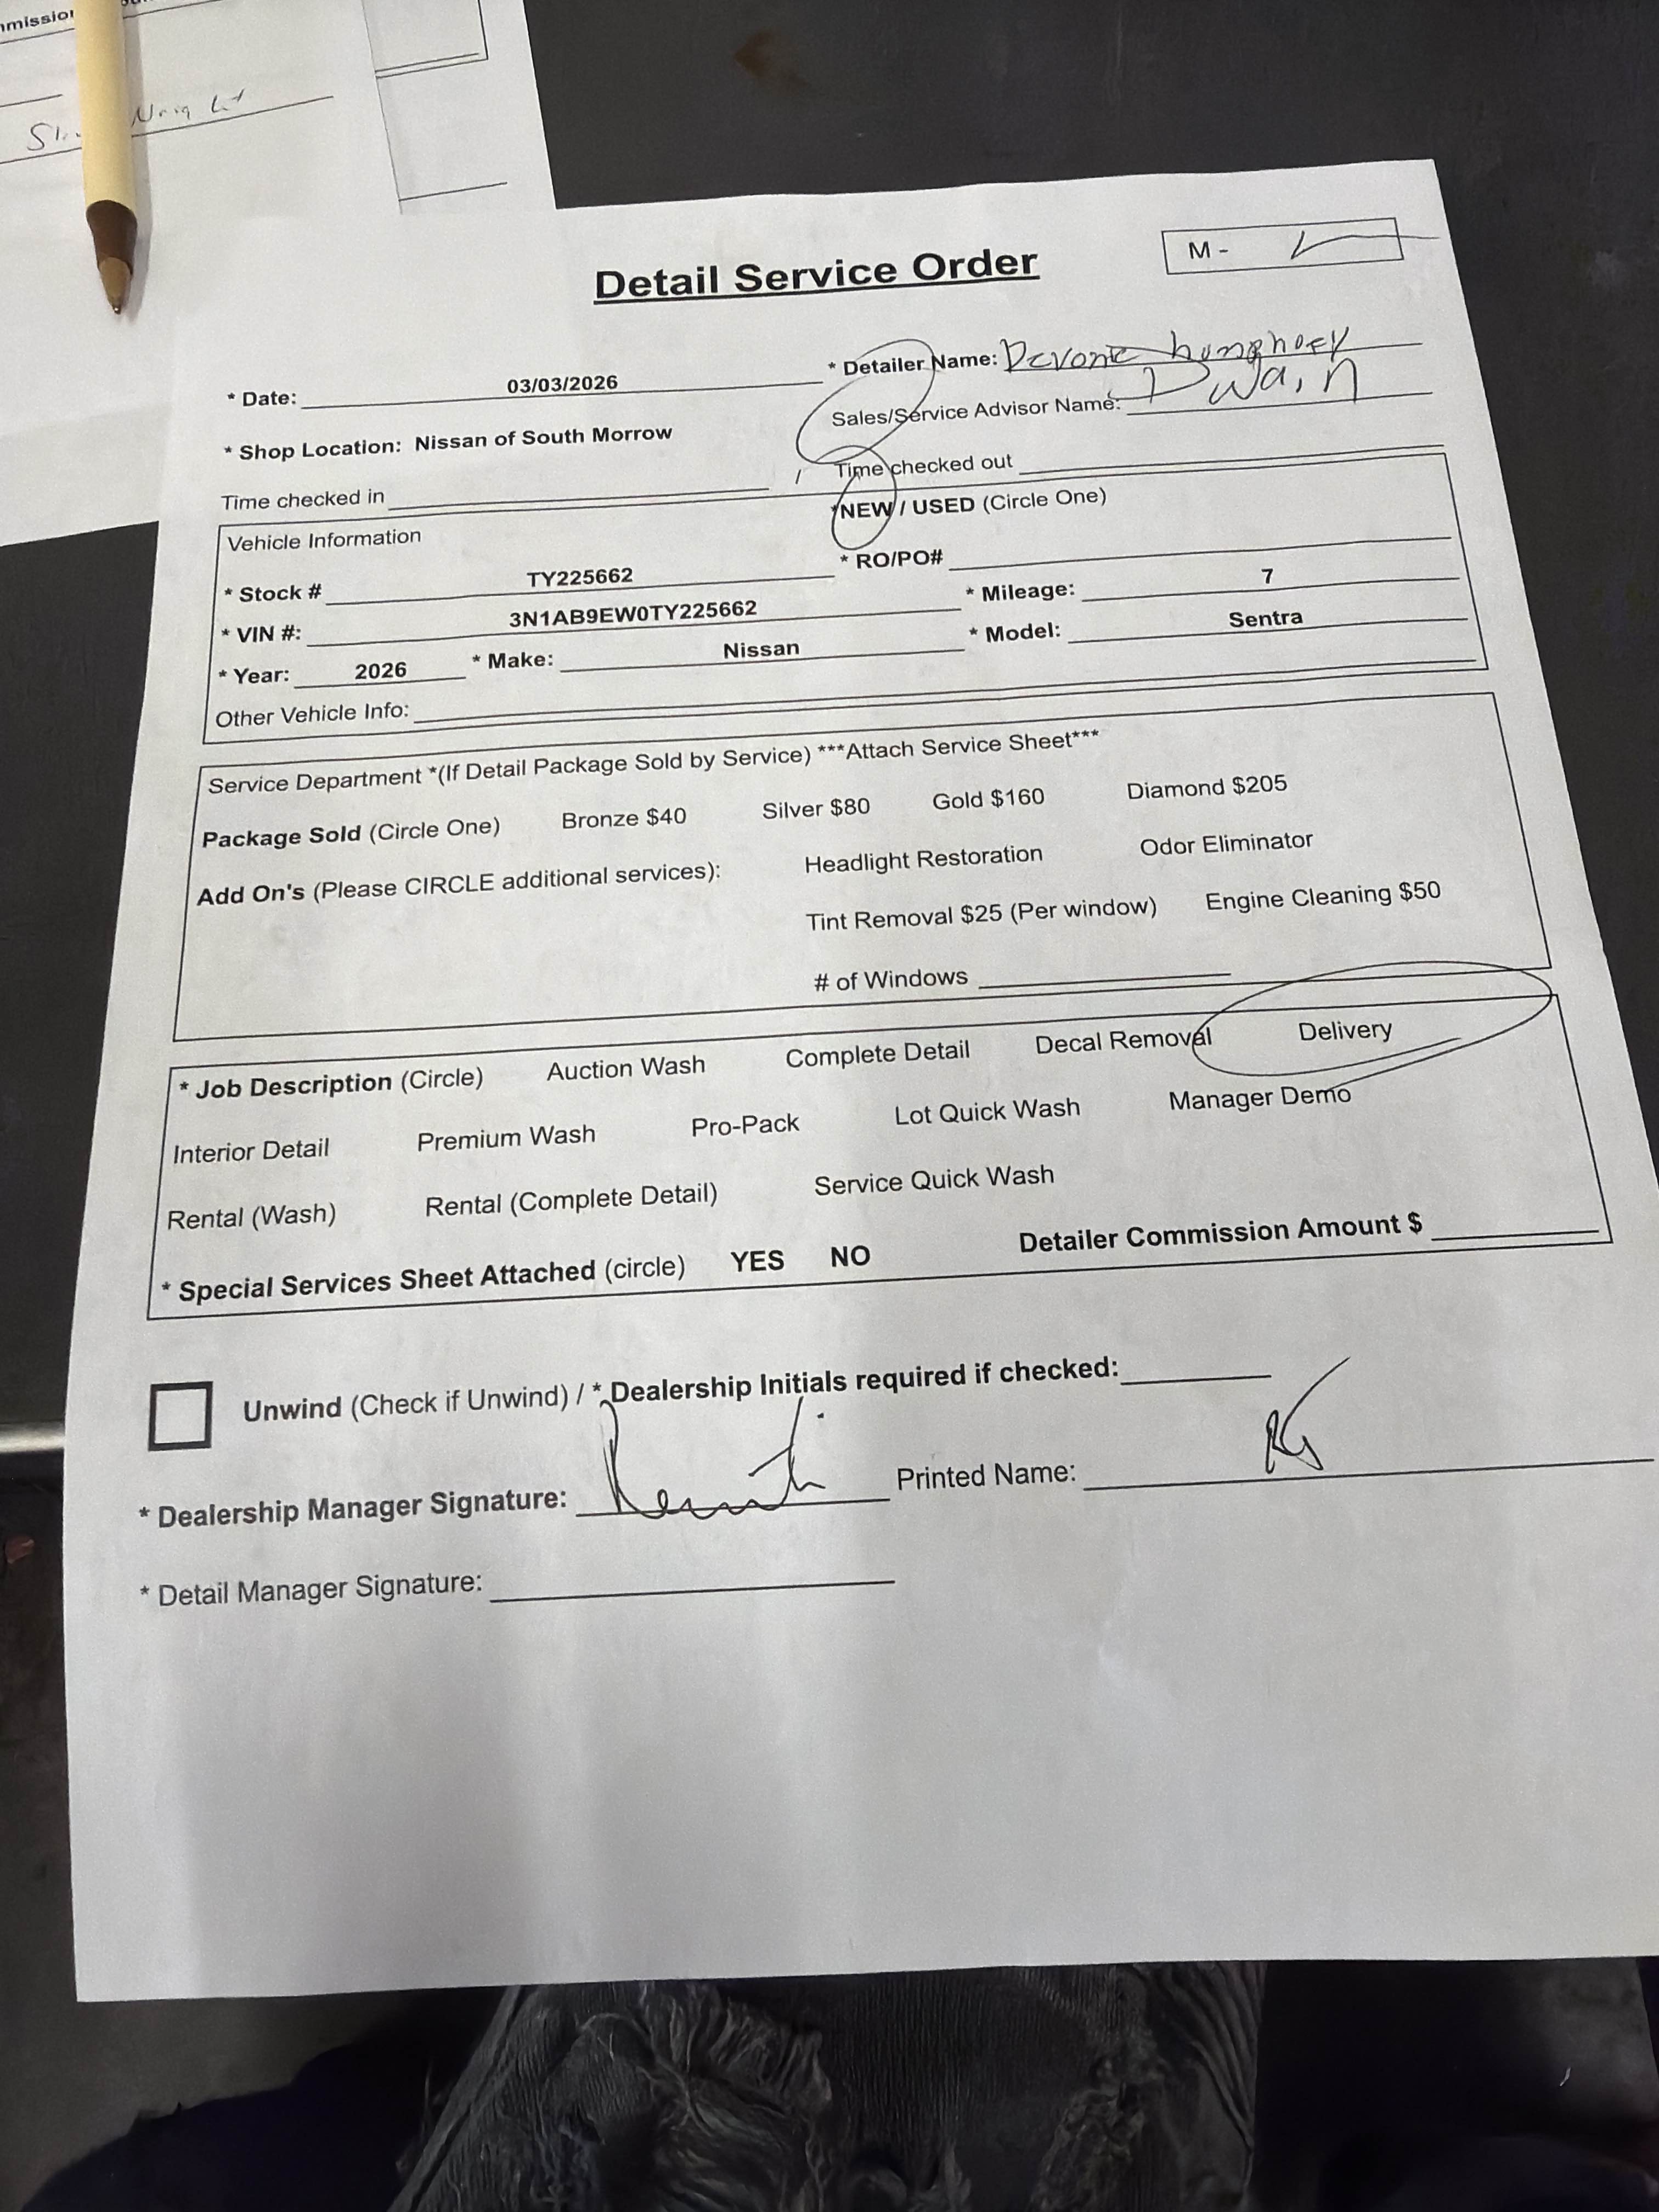 Detail Service Order
M -
* Date: 03/03/2026
* Detailer Name: Devonte humphoey
* Shop Location: Nissan of South Morrow
Sales/Service Advisor Name: Dwain
Time checked in
Time checked out
Vehicle Information
*NEW / USED (Circle One)
* Stock # TY225662
* RO/PO#
* VIN #: 3N1AB9EW0TY225662
* Mileage: 7
* Year: 2026 * Make: Nissan * Model: Sentra
Other Vehicle Info:
Service Department *(If Detail Package Sold by Service) ***Attach Service Sheet***
Package Sold (Circle One) Bronze $40 Silver $80 Gold $160 Diamond $205
Add On's (Please CIRCLE additional services): Headlight Restoration Odor Eliminator
Tint Removal $25 (Per window) Engine Cleaning $50
# of Windows
* Job Description (Circle) Auction Wash Complete Detail Decal Removal Delivery
Interior Detail Premium Wash Pro-Pack Lot Quick Wash Manager Demo
Rental (Wash) Rental (Complete Detail) Service Quick Wash
* Special Services Sheet Attached (circle) YES NO Detailer Commission Amount $
Unwind (Check if Unwind) / * Dealership Initials required if checked:
* Dealership Manager Signature: Printed Name:
* Detail Manager Signature: